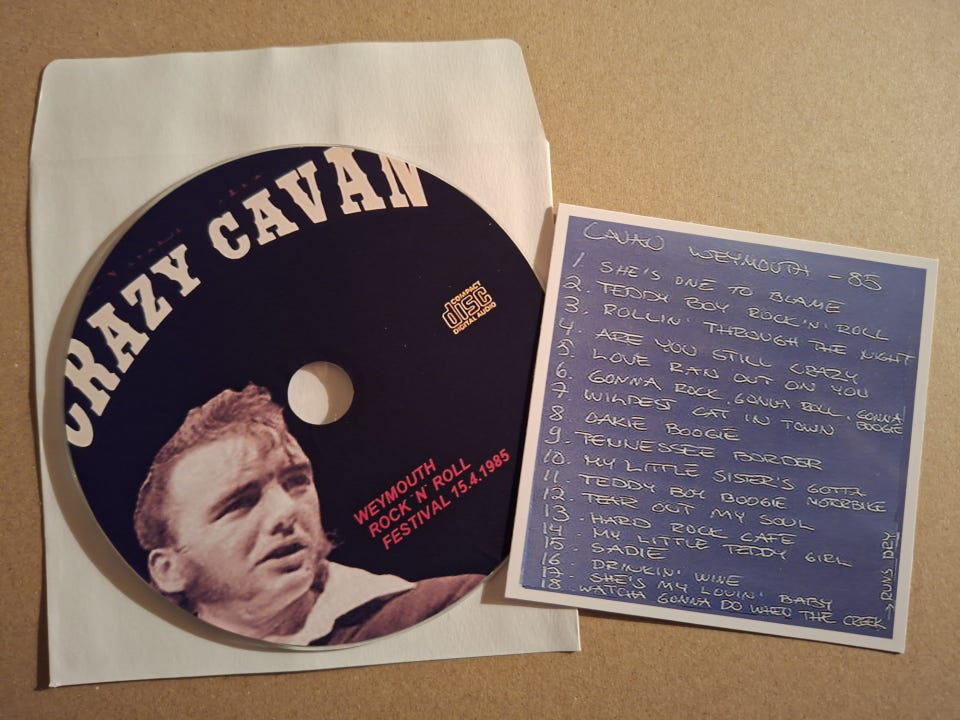 CRAZY CAVAN
COMPACT
disc
DIGITAL AUDIO
WEYMOUTH
ROCK´N´ ROLL
FESTIVAL 15.4.1985
CAVAN WEYMOUTH - 85
1. SHE'S ONE TO BLAME
2. TEDDY BOY ROCK'N' ROLL
3. ROLLIN' THROUGH THE NIGHT
4. ARE YOU STILL CRAZY
5. LOVE RAN OUT ON YOU
6. GONNA ROCK, GONNA ROLL, GONNA BOOGIE
7. WILDEST CAT IN TOWN
8. OAKIE BOOGIE
9. TENNESSEE BORDER
10. MY LITTLE SISTER'S GOTTA MOTORBIKE
11. TEDDY BOY BOOGIE
12. TEAR OUT MY SOUL
13. HARD ROCK CAFE
14. MY LITTLE TEDDY GIRL
15. SADIE
16. DRINKIN' WINE
17. SHE'S MY LOVIN' BABY
18. WATCHA GONNA DO WHEN THE CREEK → RUNS DRY